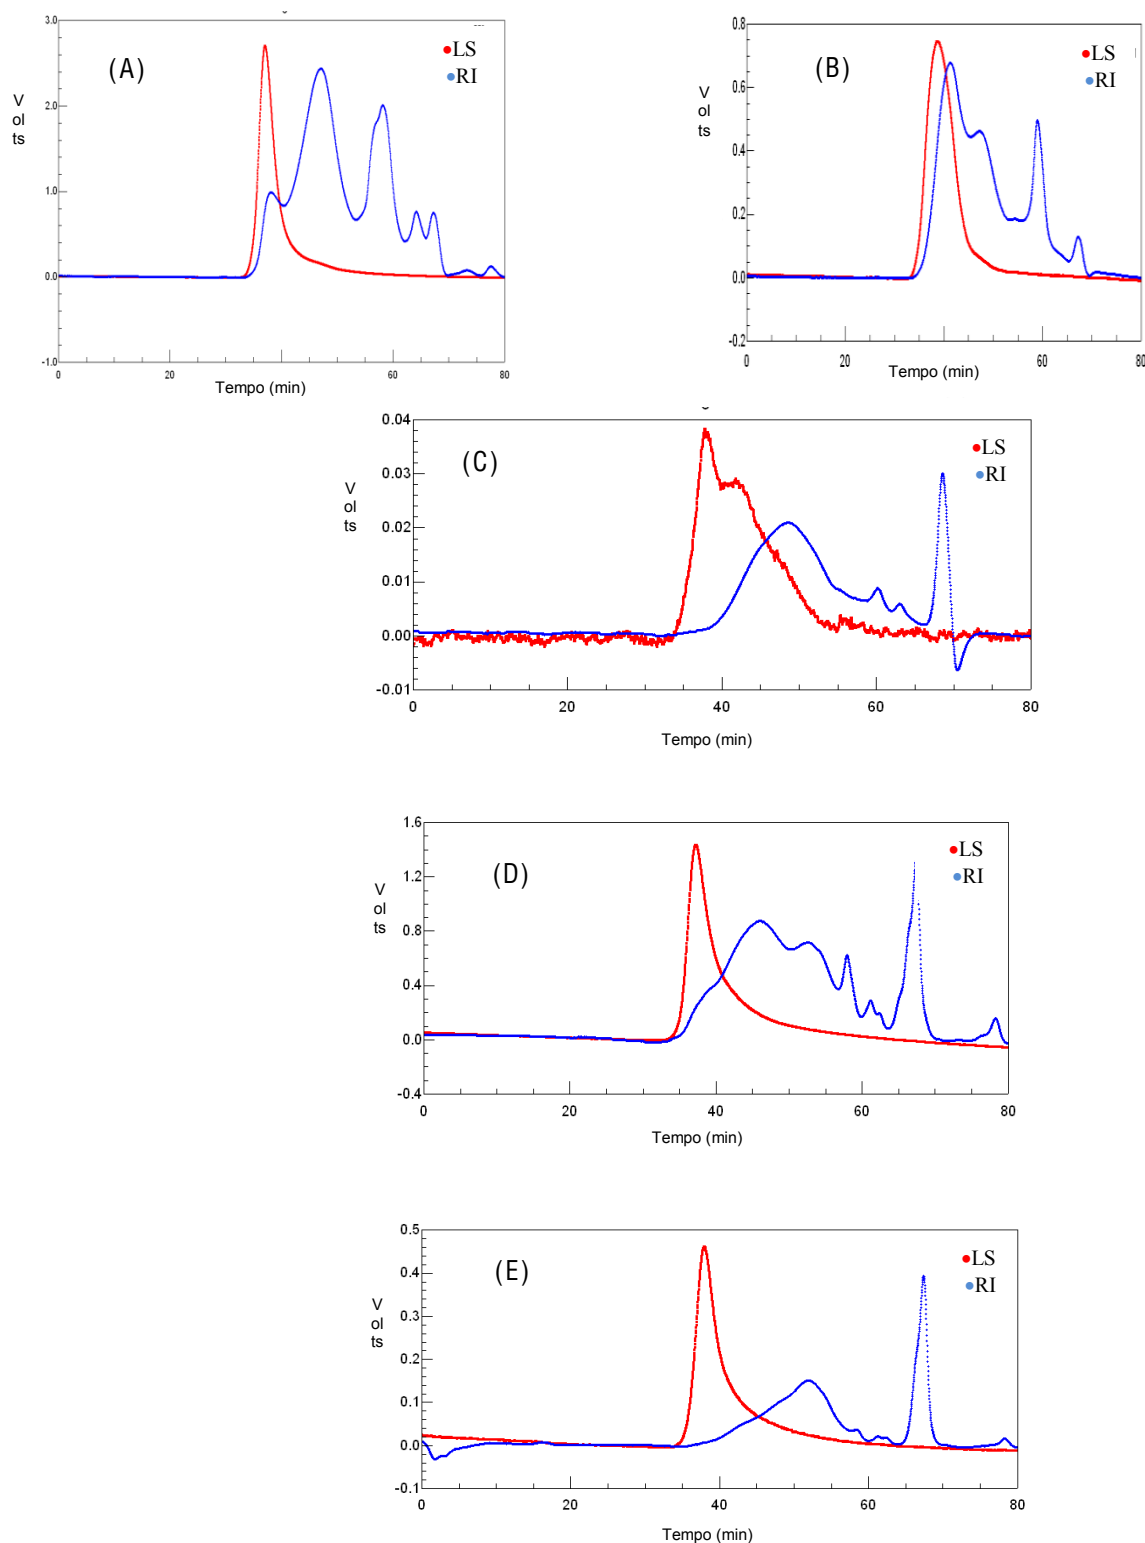 (A)
LS
RI
V
ol
ts
3.0
2.0
1.0
0.0
-1.0
0
20
40
60
80
Tempo (min)
(B)
LS
RI
V
ol
ts
0.8
0.6
0.4
0.2
0.0
-0.2
0
20
40
60
80
Tempo (min)
(C)
LS
RI
V
ol
ts
0.04
0.03
0.02
0.01
0.00
-0.01
0
20
40
60
80
Tempo (min)
(D)
LS
RI
V
ol
ts
1.6
1.2
0.8
0.4
0.0
-0.4
0
20
40
60
80
Tempo (min)
(E)
LS
RI
V
ol
ts
0.5
0.4
0.3
0.2
0.1
0.0
-0.1
0
20
40
60
80
Tempo (min)